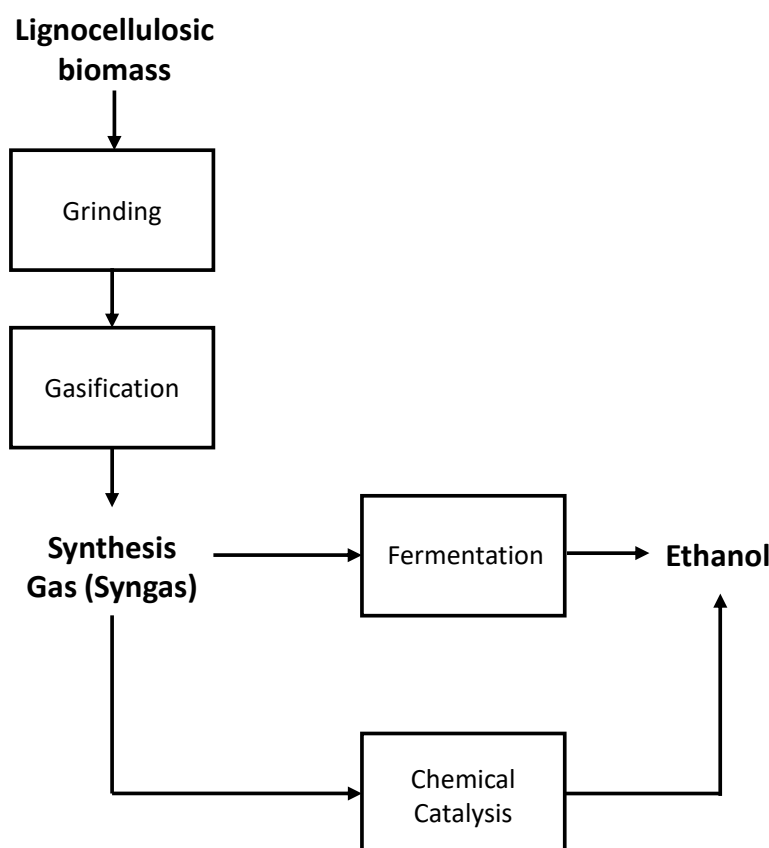 Lignocellulosic
biomass
Grinding
Gasification
Synthesis
Gas (Syngas)
Fermentation
Ethanol
Chemical
Catalysis